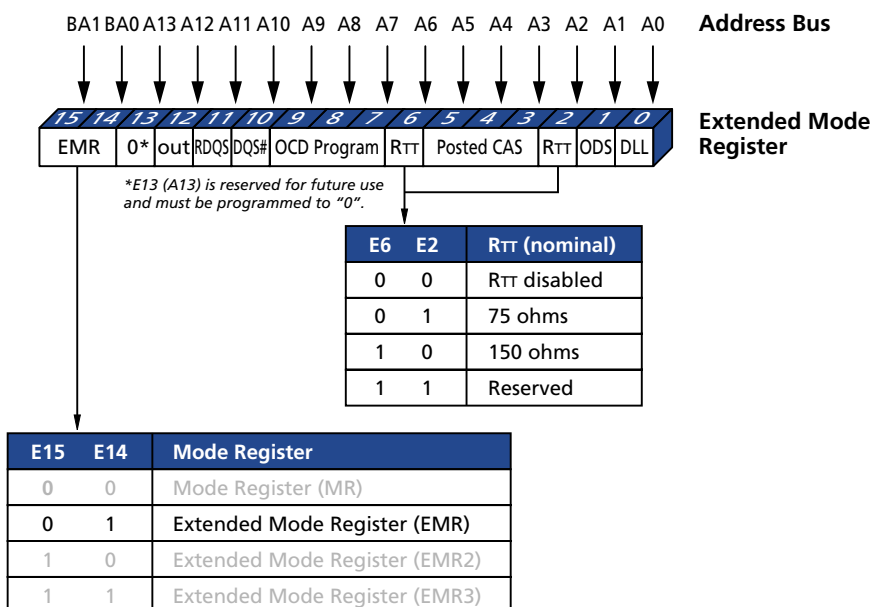 BA1 BA0 A13 A12 A11 A10 A9 A8 A7 A6 A5 A4 A3 A2 A1 A0 Address Bus
15 14 13 12 11 10 9 8 7 6 5 4 3 2 1 0
EMR 0* out RDQS DQS# OCD Program RTT Posted CAS RTT ODS DLL
Extended Mode
Register
*E13 (A13) is reserved for future use
and must be programmed to “0”.
E6 E2 RTT (nominal)
0 0 RTT disabled
0 1 75 ohms
1 0 150 ohms
1 1 Reserved
E15 E14 Mode Register
0 0 Mode Register (MR)
0 1 Extended Mode Register (EMR)
1 0 Extended Mode Register (EMR2)
1 1 Extended Mode Register (EMR3)